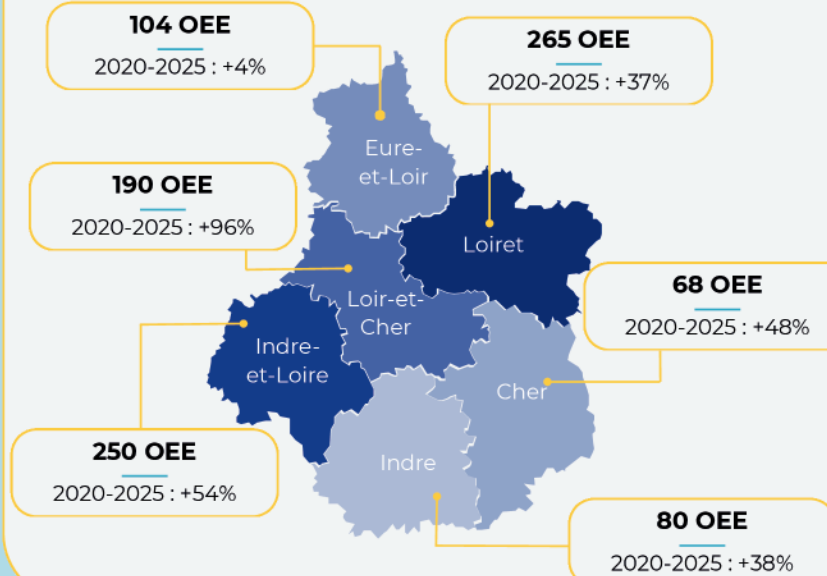 104 OEE
2020-2025 : +4%
265 OEE
2020-2025 : +37%
Eure-
et-Loir
190 OEE
2020-2025 : +96%
Loiret
68 OEE
2020-2025 : +48%
Loir-et-
Cher
Indre-
et-Loire
Cher
250 OEE
2020-2025 : +54%
Indre
80 OEE
2020-2025 : +38%